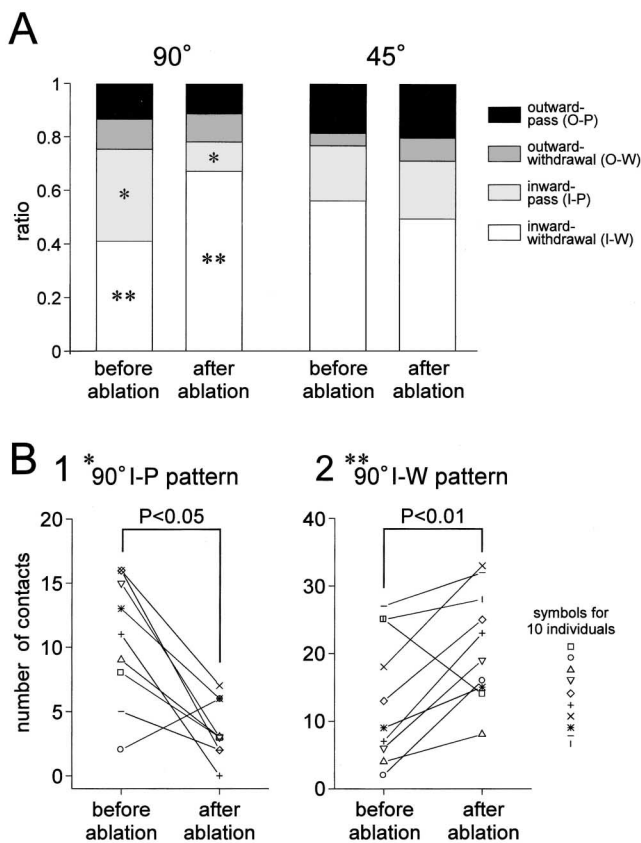 A
90° 45°
1
0.8
0.6
0.4
0.2
0
ratio
*
**
*
**
before ablation
after ablation
before ablation
after ablation
outward-
pass (O-P)
outward-
withdrawal (O-W)
inward-
pass (I-P)
inward-
withdrawal (I-W)
B 1 *90° I-P pattern
P<0.05
20
15
10
5
0
number of contacts
before ablation
after ablation
2 **90° I-W pattern
P<0.01
40
30
20
10
0
before ablation
after ablation
symbols for
10 individuals